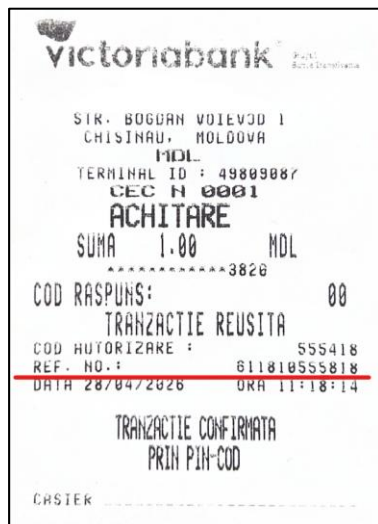 victoriabank
STR. BOGDAN VOIEVOD 1
CHISINAU, MOLDOVA
MDL
TERMINAL ID : 49809087
CEC N 0001
ACHITARE
SUMA 1.00 MDL
************3820
COD RASPUNS: 00
TRANZACTIE REUSITA
COD AUTORIZARE : 555418
REF. NO.: 611810555818
DATA 28/04/2026 ORA 11:18:14
TRANZACTIE CONFIRMATA
PRIN PIN-COD
CASIER